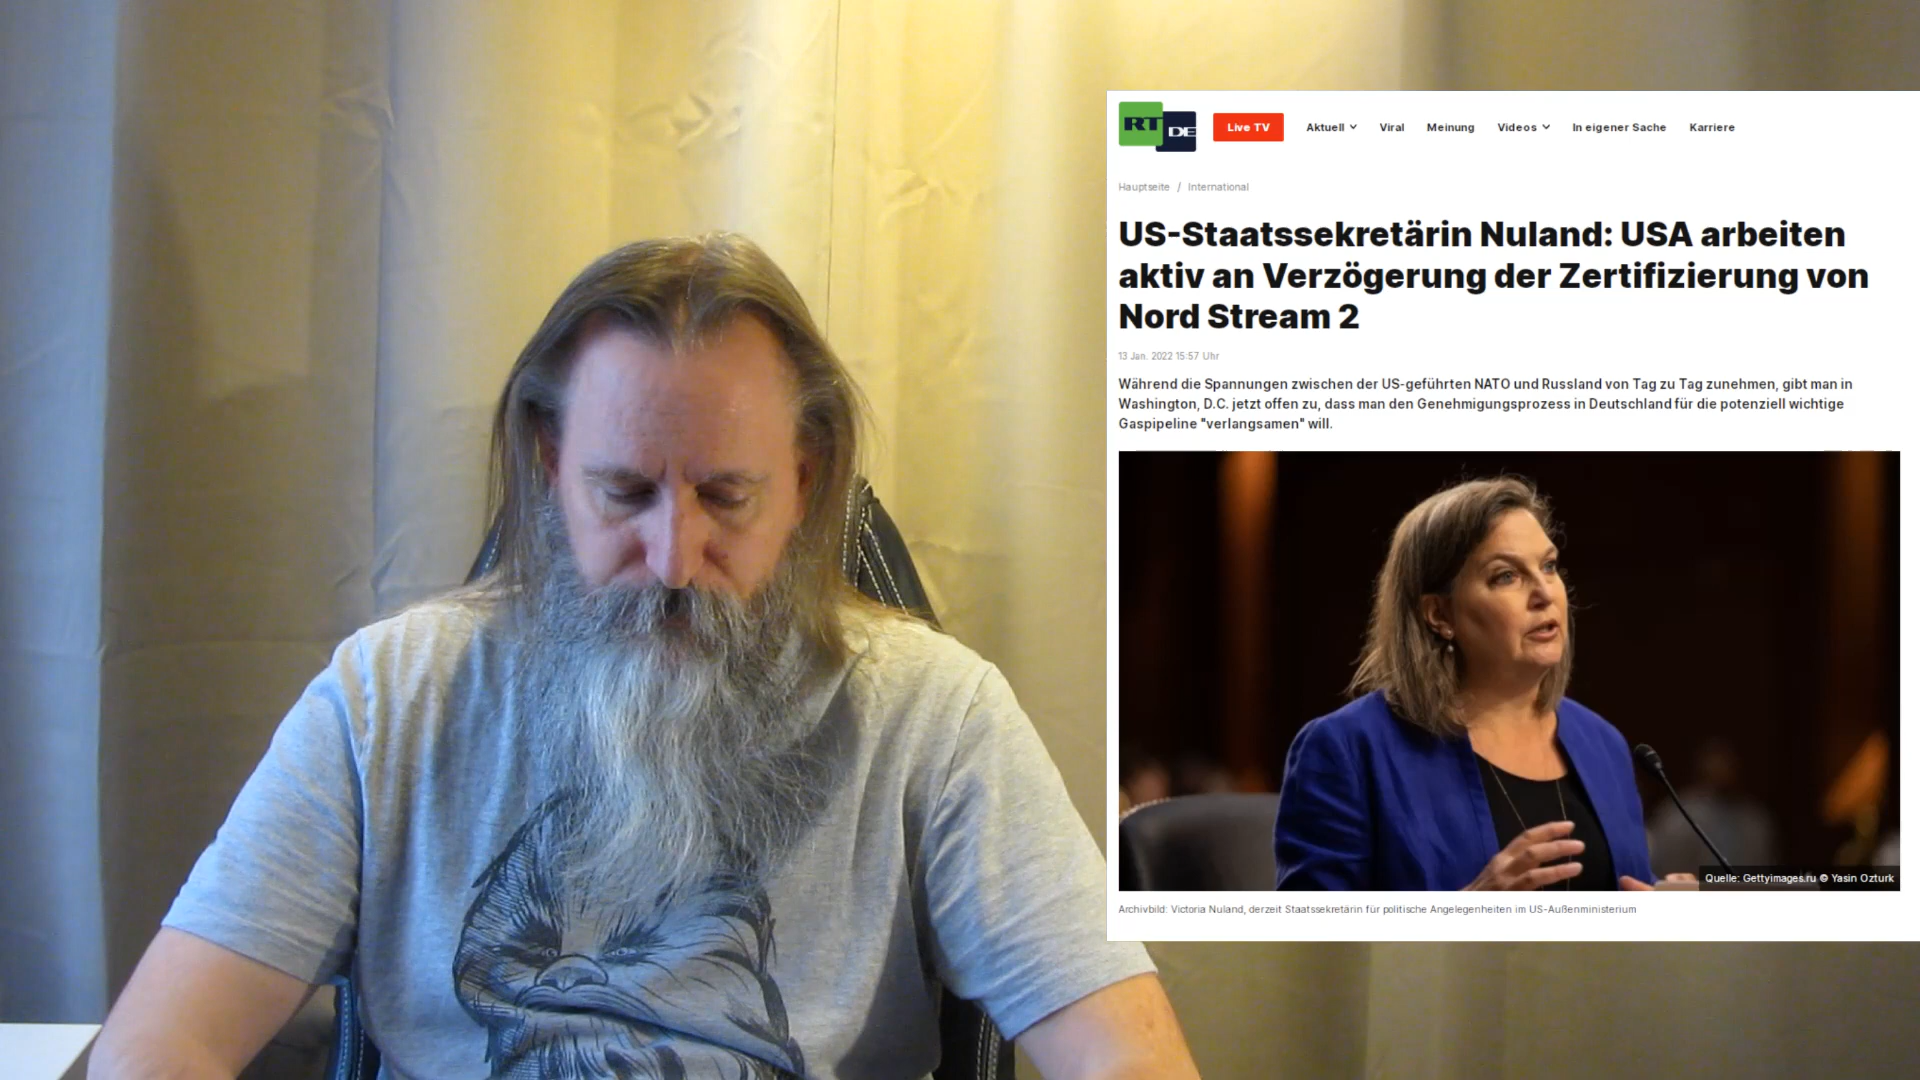 RT
DE
Live TV
Aktuell
Viral
Meinung
Videos
In eigener Sache
Karriere
Hauptseite / International
US-Staatssekretärin Nuland: USA arbeiten
aktiv an Verzögerung der Zertifizierung von
Nord Stream 2
13 Jan. 2022 15:57 Uhr
Während die Spannungen zwischen der US-geführten NATO und Russland von Tag zu Tag zunehmen, gibt man in
Washington, D.C. jetzt offen zu, dass man den Genehmigungsprozess in Deutschland für die potenziell wichtige
Gaspipeline "verlangsamen" will.
Quelle: Gettyimages.ru © Yasin Ozturk
Archivbild: Victoria Nuland, derzeit Staatssekretärin für politische Angelegenheiten im US-Außenministerium